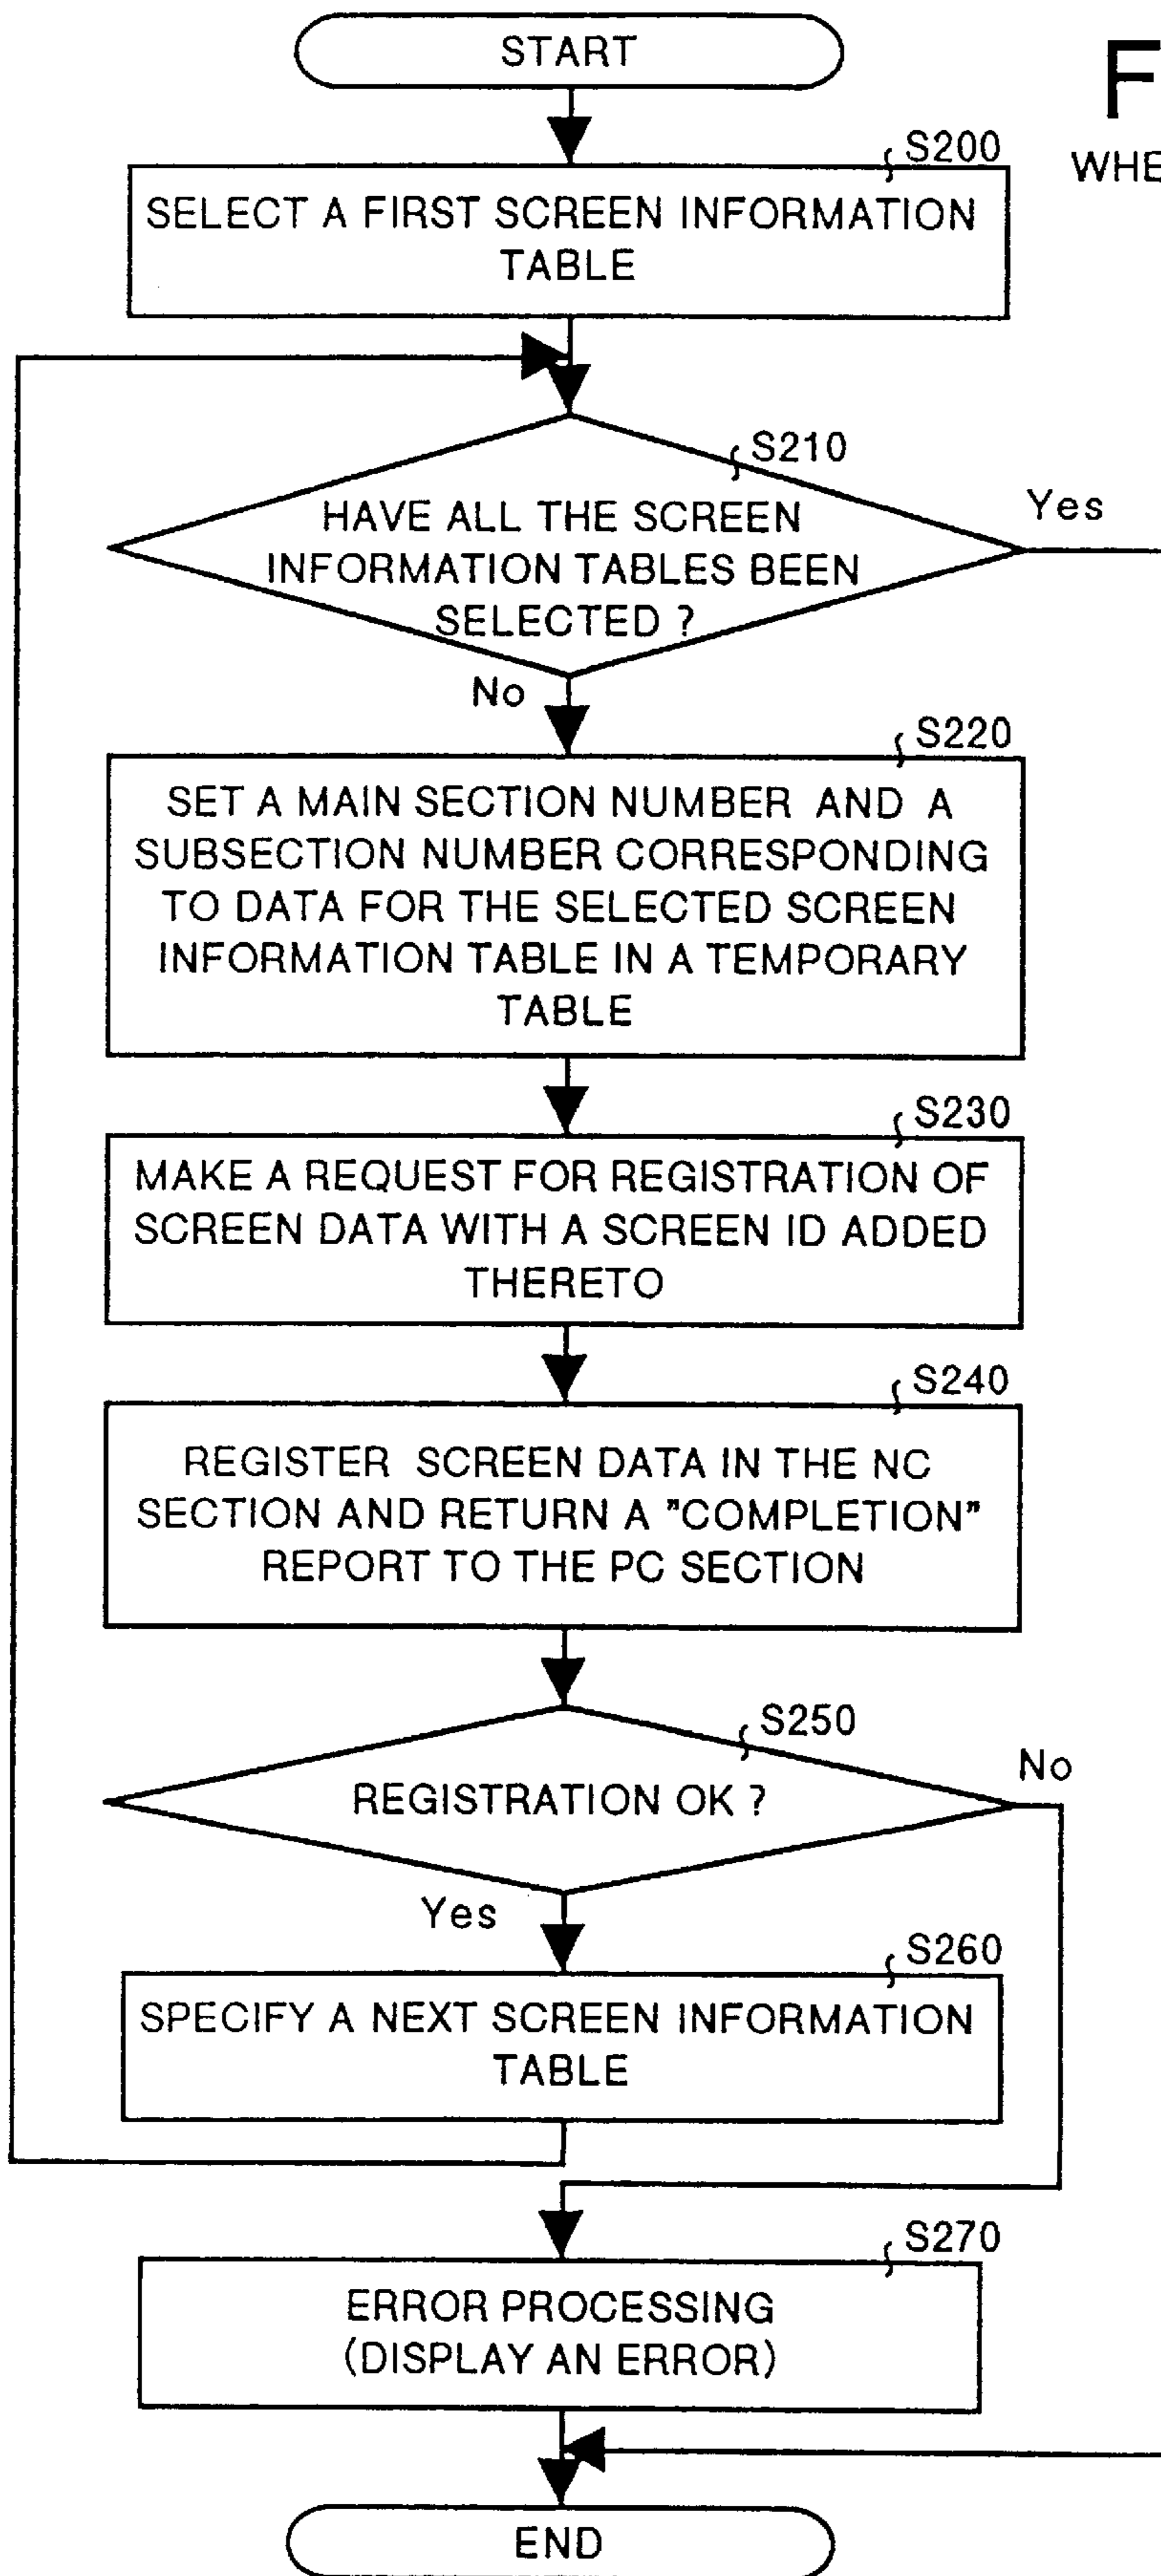 START
F
WHE
S200
SELECT A FIRST SCREEN INFORMATION
TABLE
S210
HAVE ALL THE SCREEN
INFORMATION TABLES BEEN
SELECTED ?
Yes
No
S220
SET A MAIN SECTION NUMBER AND A
SUBSECTION NUMBER CORRESPONDING
TO DATA FOR THE SELECTED SCREEN
INFORMATION TABLE IN A TEMPORARY
TABLE
S230
MAKE A REQUEST FOR REGISTRATION OF
SCREEN DATA WITH A SCREEN ID ADDED
THERETO
S240
REGISTER SCREEN DATA IN THE NC
SECTION AND RETURN A "COMPLETION"
REPORT TO THE PC SECTION
S250
REGISTRATION OK ?
No
Yes
S260
SPECIFY A NEXT SCREEN INFORMATION
TABLE
S270
ERROR PROCESSING
(DISPLAY AN ERROR)
END